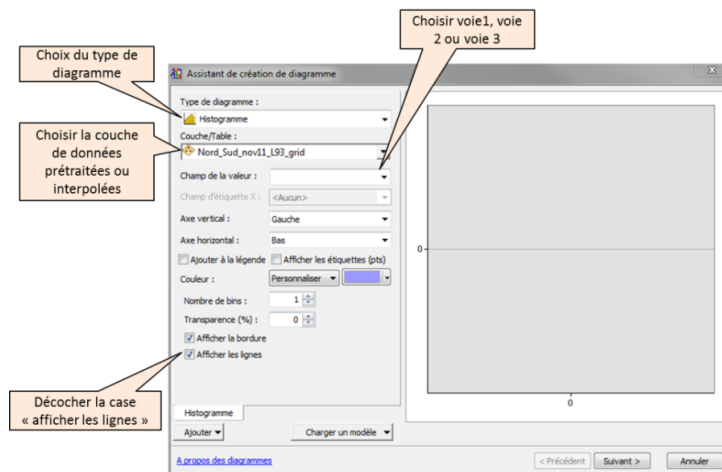 Choisir voie1, voie
2 ou voie 3
Choix du type de
diagramme
Assistant de création de diagramme
Type de diagramme :
Histogramme
Choisir la couche
de données
prétraitées ou
interpolées
Couche/Table :
Nord_Sud_nov11_L93_grid
Champ de la valeur :
Champ d'étiquette X : <Aucun>
Axe vertical : Gauche
Axe horizontal : Bas
Ajouter à la légende Afficher les étiquettes (pts)
Couleur : Personnaliser
Nombre de bins : 1
Transparence (%) : 0
Afficher la bordure
Afficher les lignes
Décocher la case
« afficher les lignes »
0
0
Histogramme
Ajouter Charger un modèle
A propos des diagrammes
< Précédent Suivant > Annuler